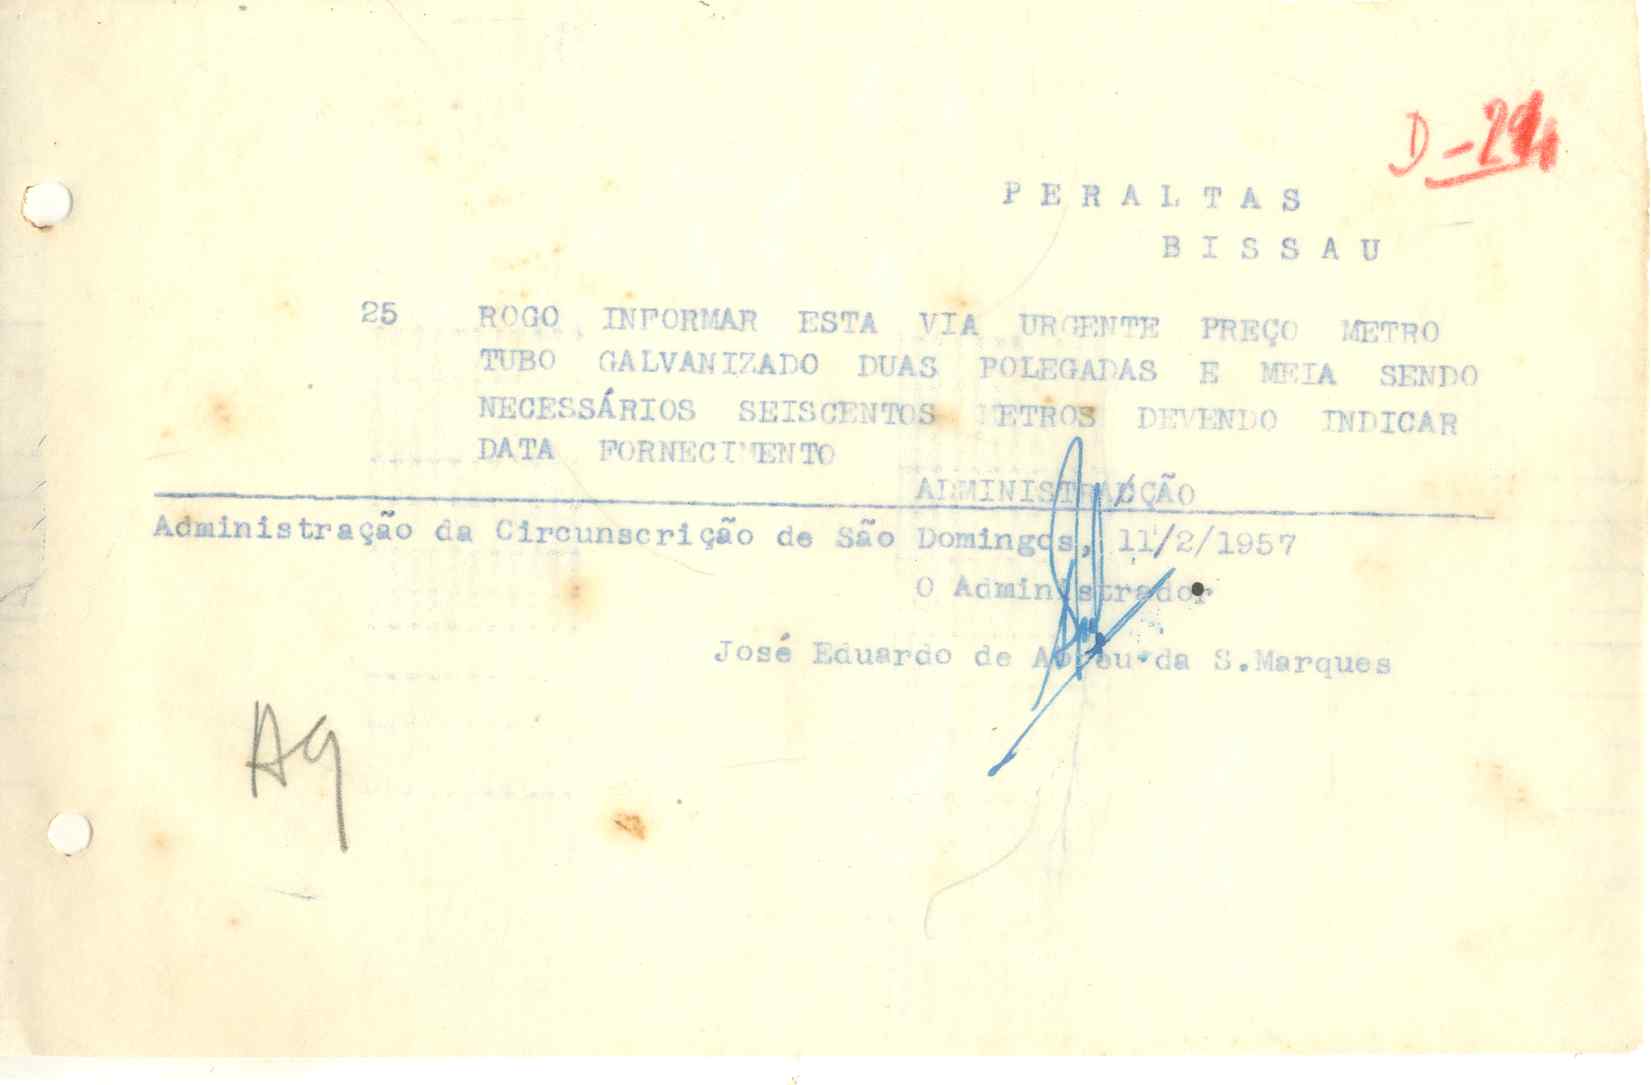 P E R A L T A S
B I S S A U
25 ROGO INFORMAR ESTA VIA URGENTE PREÇO METRO
TUBO GALVANIZADO DUAS POLEGADAS E MEIA SENDO
NECESSÁRIOS SEISCENTOS METROS DEVENDO INDICAR
DATA FORNECIMENTO
ADMINISTRAÇÃO
Administração da Circunscrição de São Domingos, 11/2/1957
O Administrador
José Eduardo de Abreu da S.Marques